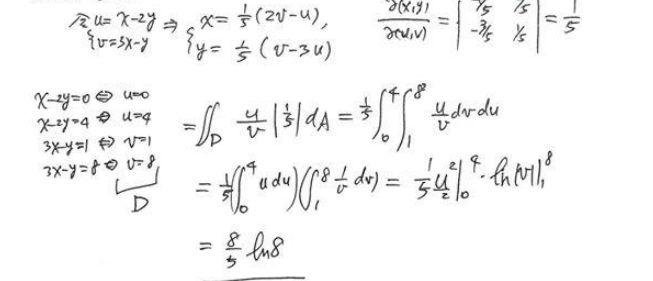 {u = x-2y ⇒ {x = 1/5 (2v-u),
{v=3x-y {y = 1/5 (v-3u)
∂(x,y)/∂(u,v) = | 1/5 | = 1/5
| -3/5 1/5 |
x-2y=0 ⇔ u=0
x-2y=4 ⇔ u=4
3x-y=1 ⇔ v=1
3x-y=8 ⇔ v=8
D
= ∬_D u/v |1/5| dA = 1/5 ∫_0^4 ∫_1^8 u/v dv du
= 1/5 (∫_0^4 u du)(∫_1^8 1/v dv) = 1/5 u^2/2 |_0^4 · ln|v||_1^8
= 8/5 ln8